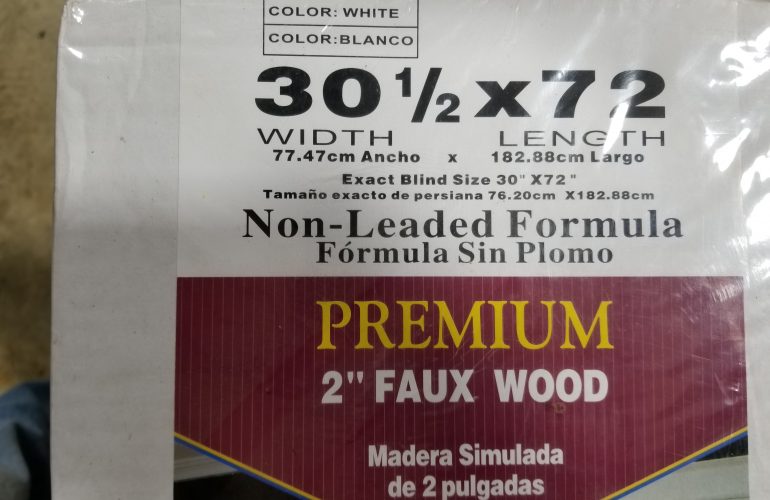 COLOR: WHITE
COLOR:BLANCO
30 ½ x 72
WIDTH LENGTH
77.47cm Ancho x 182.88cm Largo
Exact Blind Size 30" X72"
Tamaño exacto de persiana 76.20cm X182.88cm
Non-Leaded Formula
Fórmula Sin Plomo
PREMIUM
2" FAUX WOOD
Madera Simulada
de 2 pulgadas